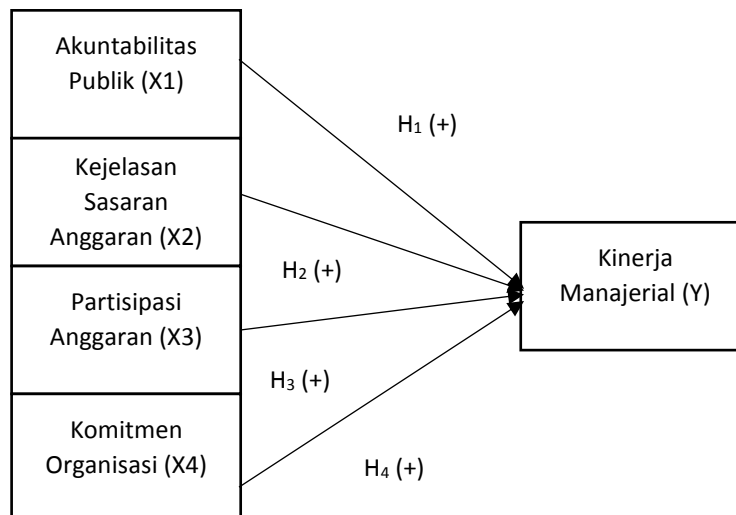 Akuntabilitas
Publik (X1)
Kejelasan
Sasaran
Anggaran (X2)
Partisipasi
Anggaran (X3)
Komitmen
Organisasi (X4)
H₁ (+)
H₂ (+)
H₃ (+)
H₄ (+)
Kinerja
Manajerial (Y)